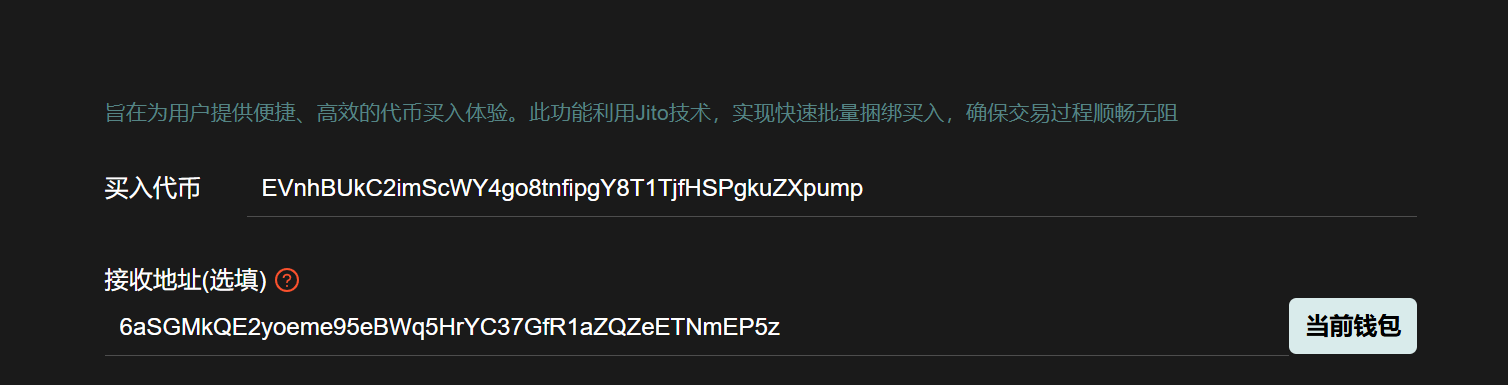 旨在为用户提供便捷、高效的代币买入体验。此功能利用Jito技术，实现快速批量捆绑买入，确保交易过程顺畅无阻
买入代币 EVnhBUkC2imScWY4go8tnfipgY8T1TjfHSPgkuZXpump
接收地址(选填) ?
6aSGMkQE2yoeme95eBWq5HrYC37GfR1aZQZeETNmEP5z 当前钱包